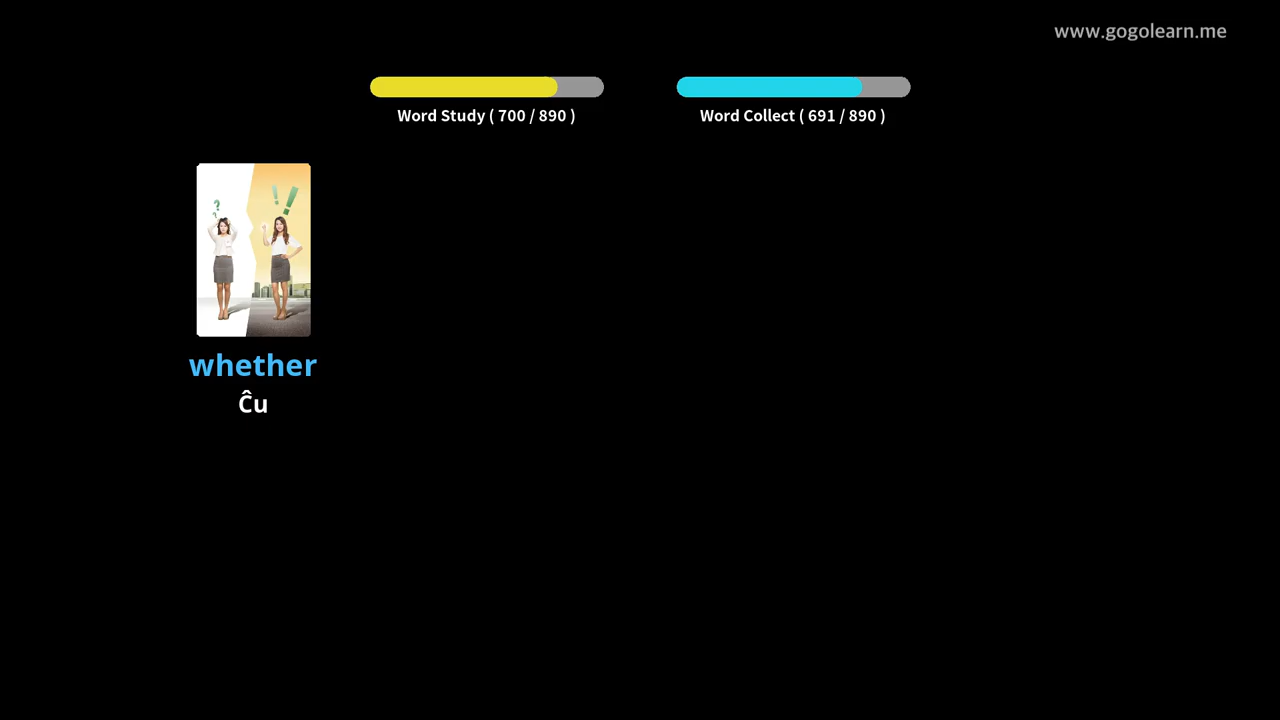 www.gogolearn.me
Word Study ( 700 / 890 )
Word Collect ( 691 / 890 )
? ? ! !
whether
Ĉu